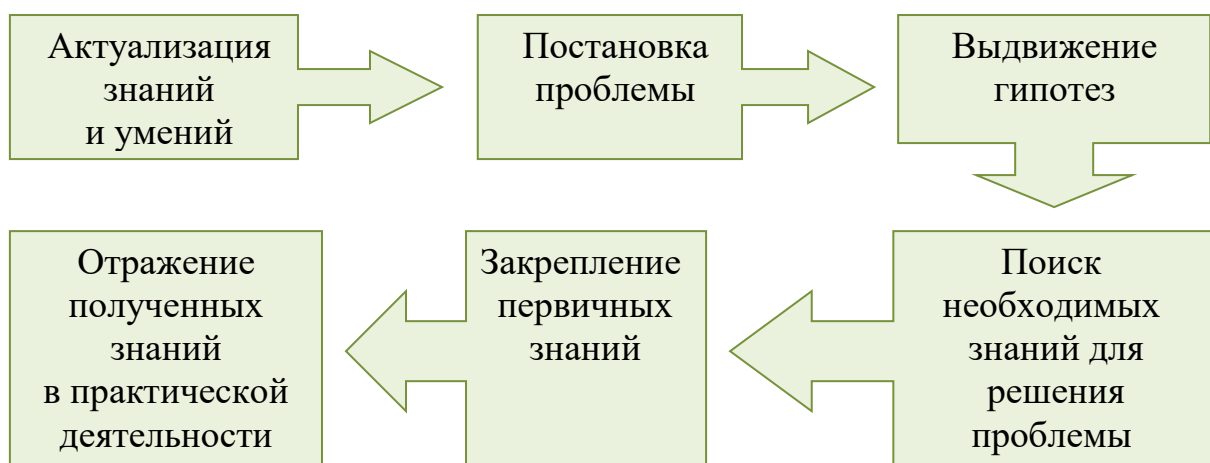 Актуализация
знаний
и умений
Постановка
проблемы
Выдвижение
гипотез
Поиск
необходимых
знаний для
решения
проблемы
Закрепление
первичных
знаний
Отражение
полученных
знаний
в практической
деятельности